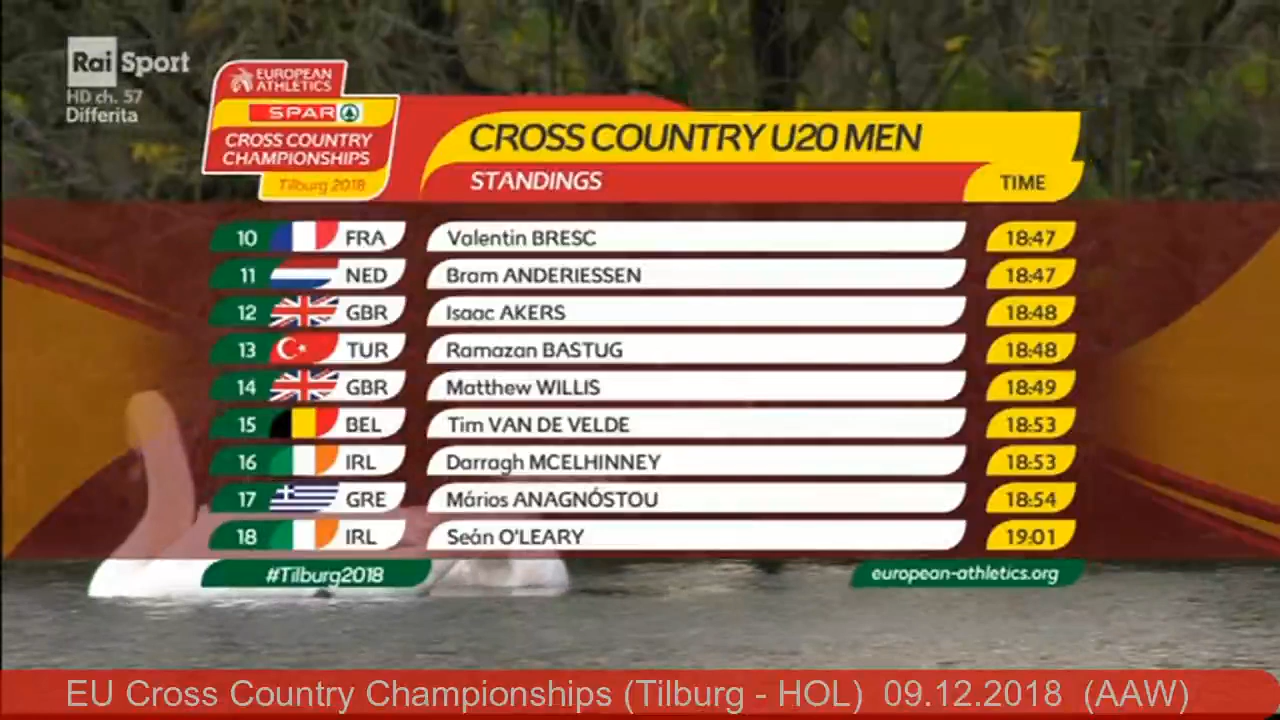 Rai Sport
HD ch. 57
Differita
EUROPEAN
ATHLETICS
SPAR
CROSS COUNTRY
CHAMPIONSHIPS
Tilburg 2018
CROSS COUNTRY U20 MEN
STANDINGS TIME
10 FRA Valentin BRESC 18:47
11 NED Bram ANDERIESSEN 18:47
12 GBR Isaac AKERS 18:48
13 TUR Ramazan BASTUG 18:48
14 GBR Matthew WILLIS 18:49
15 BEL Tim VAN DE VELDE 18:53
16 IRL Darragh MCELHINNEY 18:53
17 GRE Mários ANAGNÓSTOU 18:54
18 IRL Seán O'LEARY 19:01
#Tilburg2018 european-athletics.org
EU Cross Country Championships (Tilburg - HOL) 09.12.2018 (AAW)